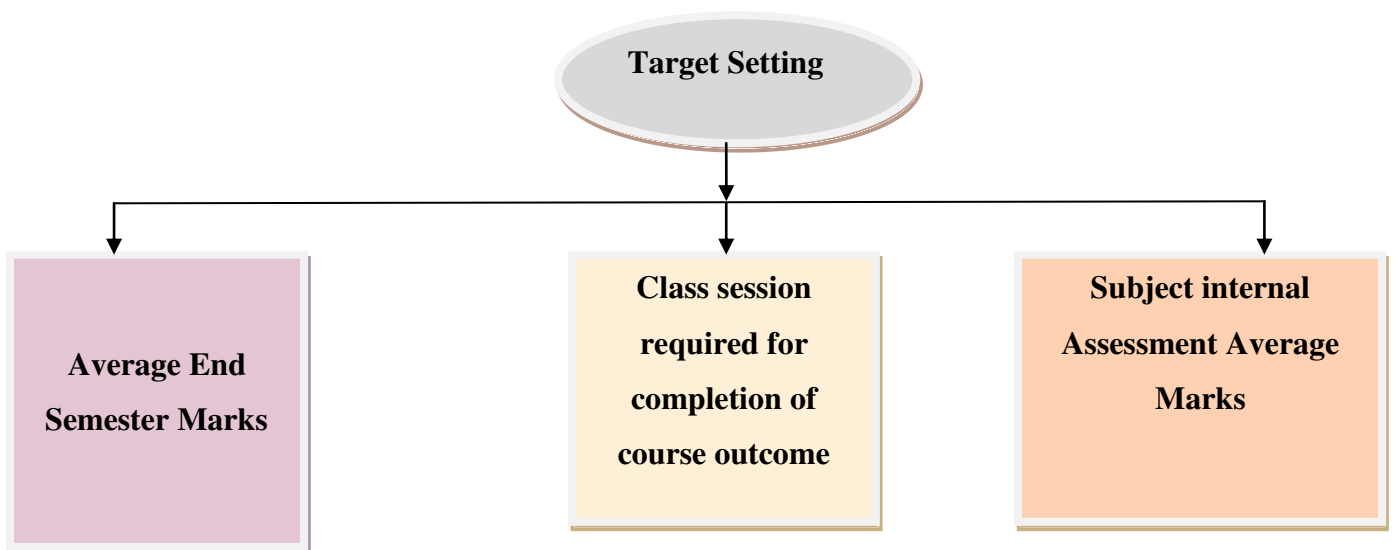 Target Setting
Average End
Semester Marks
Class session
required for
completion of
course outcome
Subject internal
Assessment Average
Marks